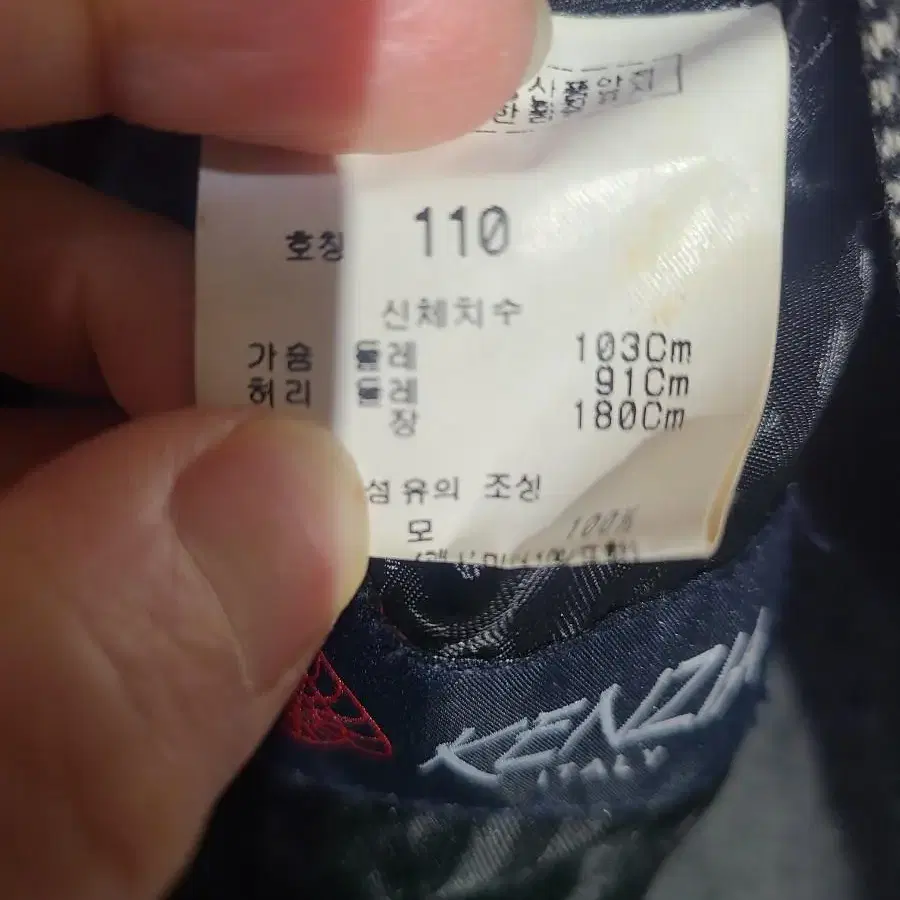 호칭 110
신체치수
가슴 둘레 103Cm
허리 둘레 91Cm
장 180Cm
섬유의 조성
모 100%
ITALY